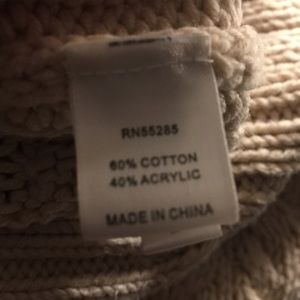 RN55285
60% COTTON
40% ACRYLIC
MADE IN CHINA